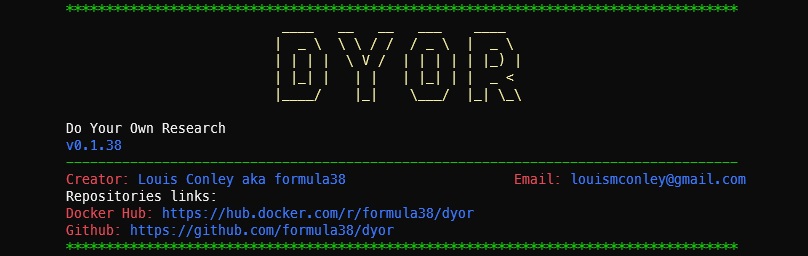 ****************************************************************************************
DYOR
Do Your Own Research
v0.1.38
Creator: Louis Conley aka formula38 Email: louismconley@gmail.com
Repositories links:
Docker Hub: https://hub.docker.com/r/formula38/dyor
Github: https://github.com/formula38/dyor
****************************************************************************************